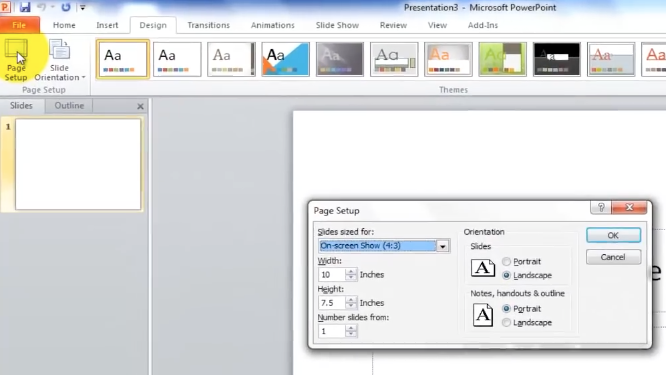 Presentation3 - Microsoft PowerPoint
File Home Insert Design Transitions Animations Slide Show Review View Add-Ins
Page Setup
Slide Orientation
Aa Aa Aa Aa Aa Aa Aa Aa Aa Aa Aa
Page Setup
Themes
Slides Outline
1
Page Setup
Slides sized for:
On-screen Show (4:3)
Width:
10 Inches
Height:
7.5 Inches
Number slides from:
1
Orientation
Slides
A
Portrait
Landscape
Notes, handouts & outline
A
Portrait
Landscape
OK
Cancel
e